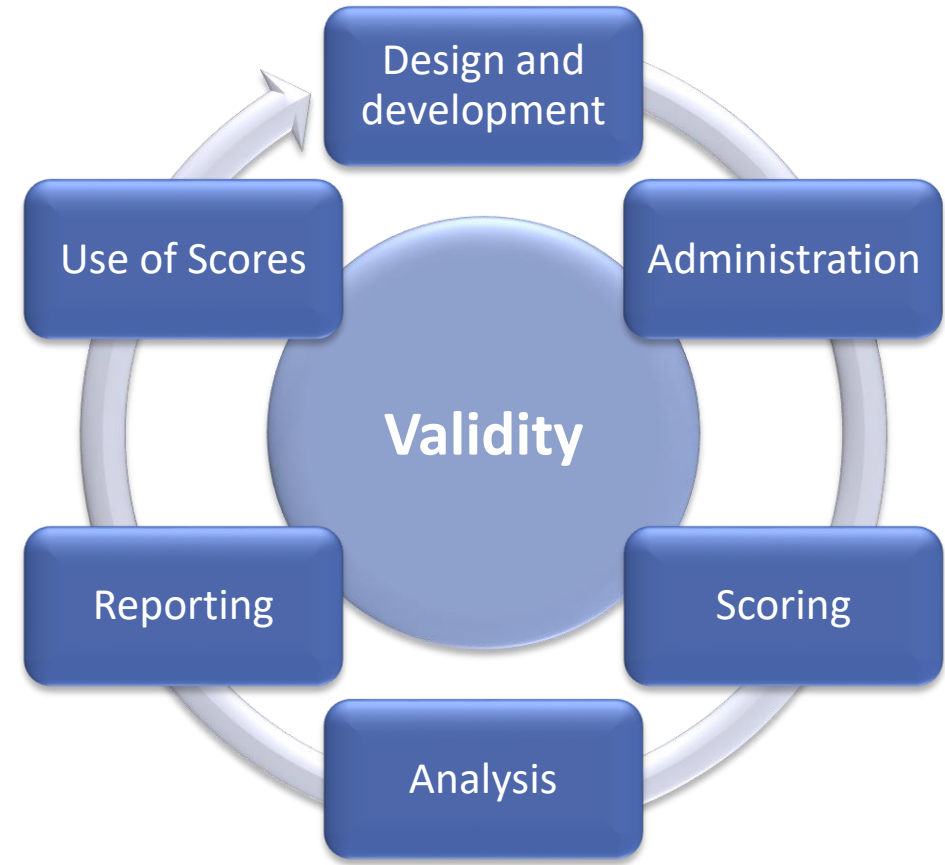 Design and
development
Administration
Scoring
Analysis
Reporting
Use of Scores
Validity